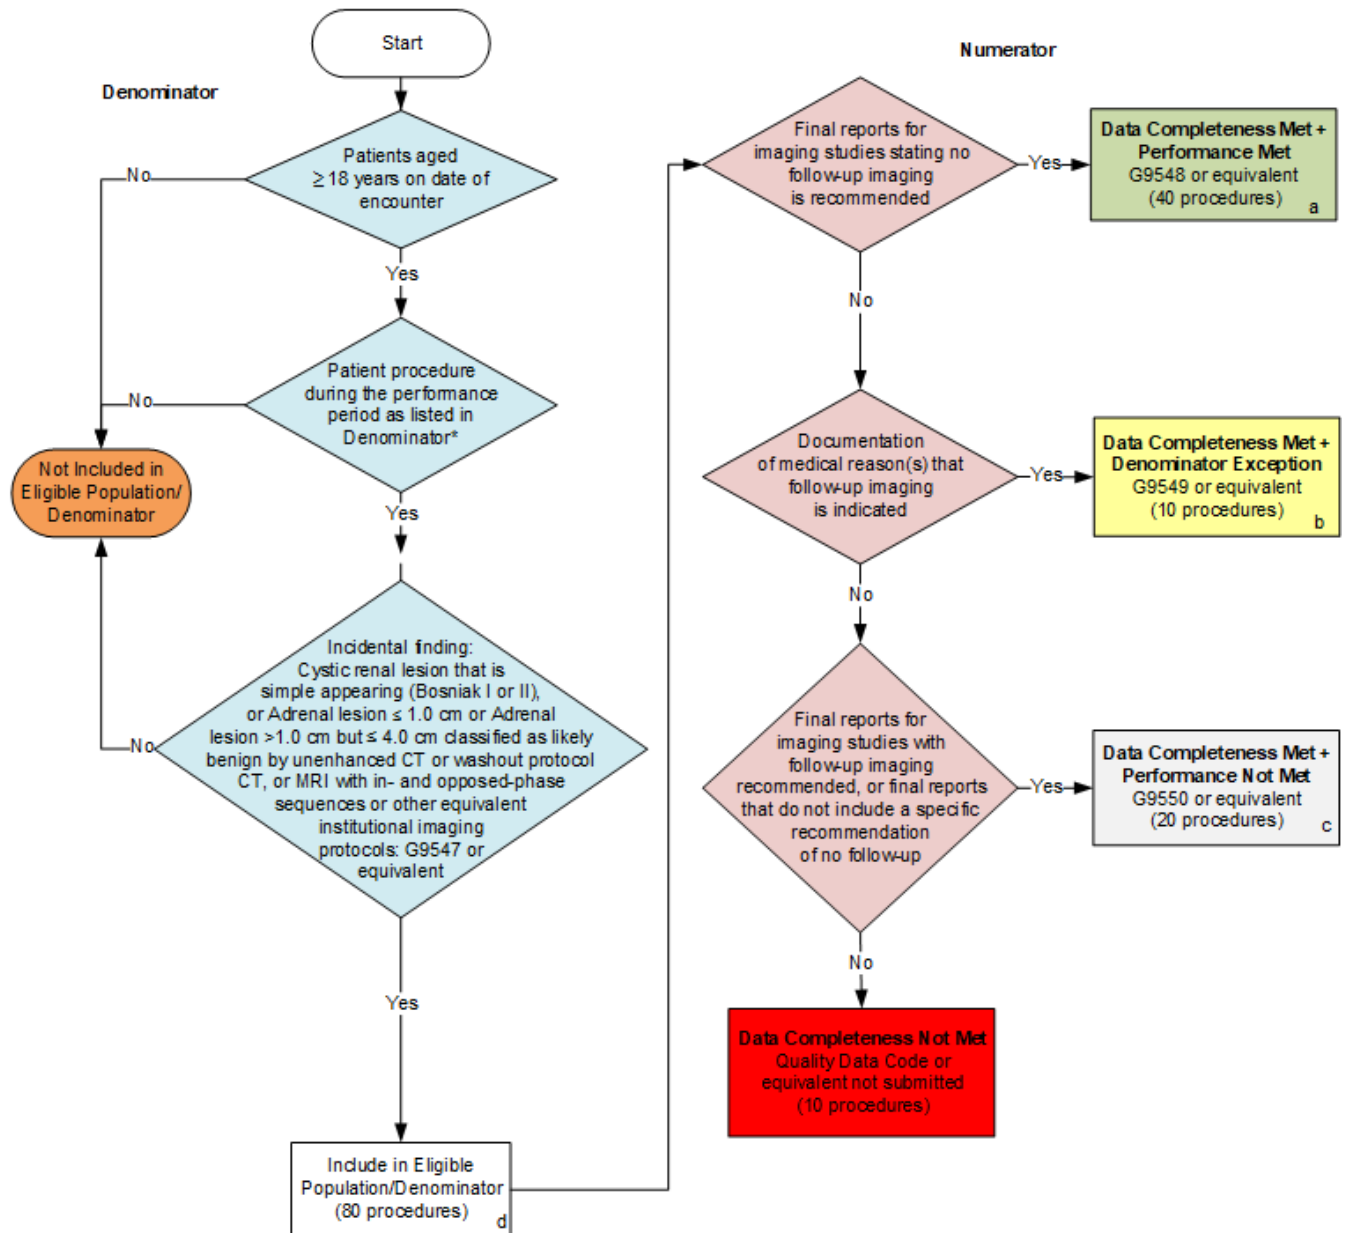 Start
Denominator
Patients aged
≥ 18 years on date of
encounter
No
Yes
Patient procedure
during the performance
period as listed in
Denominator*
No
Yes
Not Included in
Eligible Population/
Denominator
Incidental finding:
Cystic renal lesion that is
simple appearing (Bosniak I or II),
or Adrenal lesion ≤ 1.0 cm or Adrenal
lesion >1.0 cm but ≤ 4.0 cm classified as likely
benign by unenhanced CT or washout protocol
CT, or MRI with in- and opposed-phase
sequences or other equivalent
institutional imaging
protocols: G9547 or
equivalent
No
Yes
Include in Eligible
Population/Denominator
(80 procedures)
d
Numerator
Final reports for
imaging studies stating no
follow-up imaging
is recommended
Yes
Data Completeness Met +
Performance Met
G9548 or equivalent
(40 procedures)
a
No
Documentation
of medical reason(s) that
follow-up imaging
is indicated
Yes
Data Completeness Met +
Denominator Exception
G9549 or equivalent
(10 procedures)
b
No
Final reports for
imaging studies with
follow-up imaging
recommended, or final reports
that do not include a specific
recommendation
of no follow-up
Yes
Data Completeness Met +
Performance Not Met
G9550 or equivalent
(20 procedures)
c
No
Data Completeness Not Met
Quality Data Code or
equivalent not submitted
(10 procedures)